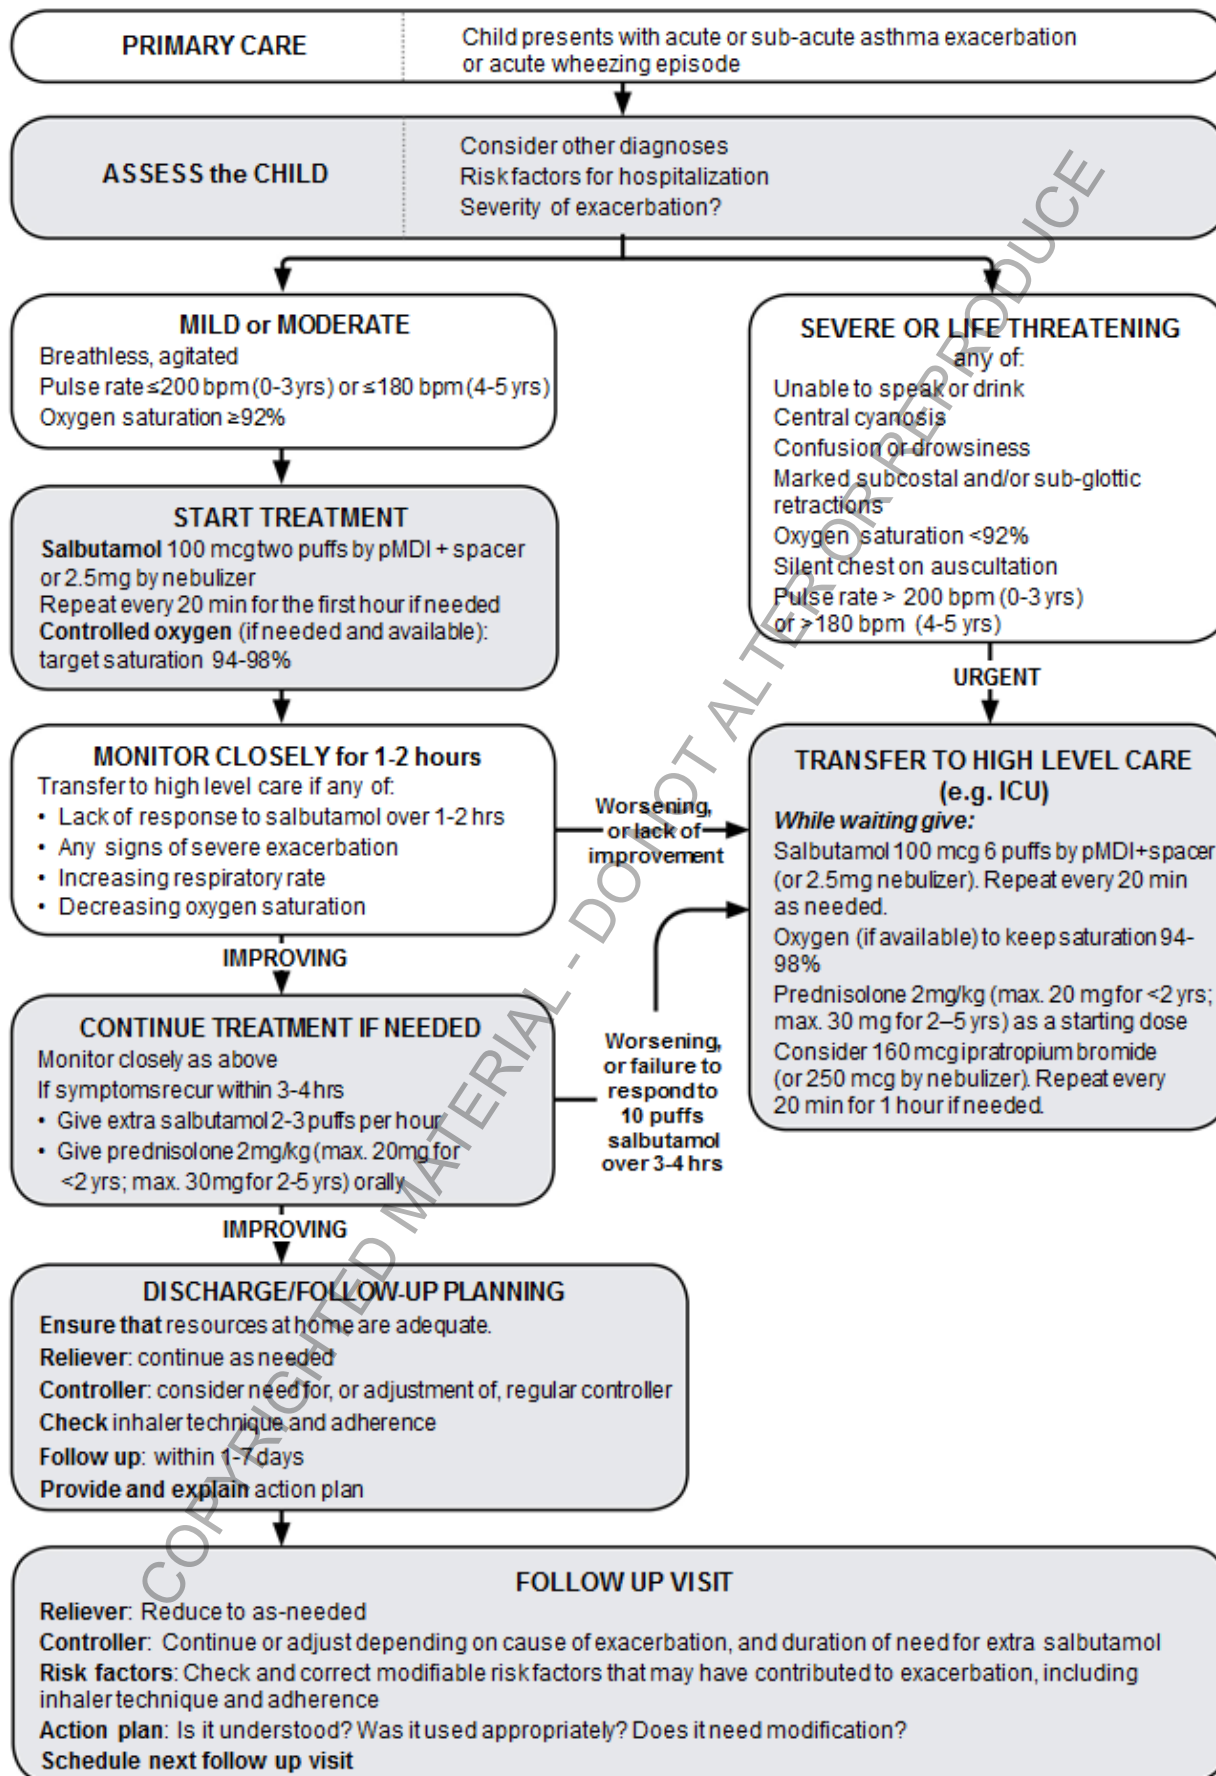 PRIMARY CARE
Child presents with acute or sub-acute asthma exacerbation
or acute wheezing episode
ASSESS the CHILD
Consider other diagnoses
Risk factors for hospitalization
Severity of exacerbation?
MILD or MODERATE
Breathless, agitated
Pulse rate ≤200 bpm (0-3 yrs) or ≤180 bpm (4-5 yrs)
Oxygen saturation ≥92%
SEVERE OR LIFE THREATENING
any of:
Unable to speak or drink
Central cyanosis
Confusion or drowsiness
Marked subcostal and/or sub-glottic
retractions
Oxygen saturation <92%
Silent chest on auscultation
Pulse rate > 200 bpm (0-3 yrs)
or >180 bpm (4-5 yrs)
START TREATMENT
Salbutamol 100 mcg two puffs by pMDI + spacer
or 2.5mg by nebulizer
Repeat every 20 min for the first hour if needed
Controlled oxygen (if needed and available):
target saturation 94-98%
URGENT
MONITOR CLOSELY for 1-2 hours
Transfer to high level care if any of:
• Lack of response to salbutamol over 1-2 hrs
• Any signs of severe exacerbation
• Increasing respiratory rate
• Decreasing oxygen saturation
Worsening,
or lack of
improvement
TRANSFER TO HIGH LEVEL CARE
(e.g. ICU)
While waiting give:
Salbutamol 100 mcg 6 puffs by pMDI+spacer
(or 2.5mg nebulizer). Repeat every 20 min
as needed.
Oxygen (if available) to keep saturation 94-
98%
Prednisolone 2mg/kg (max. 20 mg for <2 yrs;
max. 30 mg for 2–5 yrs) as a starting dose
Consider 160 mcg ipratropium bromide
(or 250 mcg by nebulizer). Repeat every
20 min for 1 hour if needed.
IMPROVING
CONTINUE TREATMENT IF NEEDED
Monitor closely as above
If symptoms recur within 3-4 hrs
• Give extra salbutamol 2-3 puffs per hour
• Give prednisolone 2mg/kg (max. 20mg for
<2 yrs; max. 30mg for 2-5 yrs) orally
Worsening,
or failure to
respond to
10 puffs
salbutamol
over 3-4 hrs
IMPROVING
DISCHARGE/FOLLOW-UP PLANNING
Ensure that resources at home are adequate.
Reliever: continue as needed
Controller: consider need for, or adjustment of, regular controller
Check inhaler technique and adherence
Follow up: within 1-7 days
Provide and explain action plan
FOLLOW UP VISIT
Reliever: Reduce to as-needed
Controller: Continue or adjust depending on cause of exacerbation, and duration of need for extra salbutamol
Risk factors: Check and correct modifiable risk factors that may have contributed to exacerbation, including
inhaler technique and adherence
Action plan: Is it understood? Was it used appropriately? Does it need modification?
Schedule next follow up visit
COPYRIGHTED MATERIAL - DO NOT ALTER OR REPRODUCE